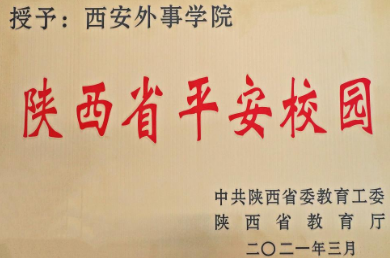 授予：西安外事学院
陕西省平安校园
中共陕西省委教育工委
陕西省教育厅
二〇二一年三月